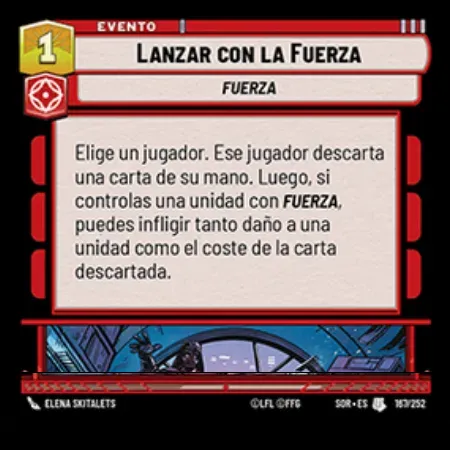 EVENTO
1
LANZAR CON LA FUERZA
FUERZA
Elige un jugador. Ese jugador descarta
una carta de su mano. Luego, si
controlas una unidad con FUERZA,
puedes infligir tanto daño a una
unidad como el coste de la carta
descartada.
ELENA SKITALETS ©LFL ©FFG SOR • ES 167/252